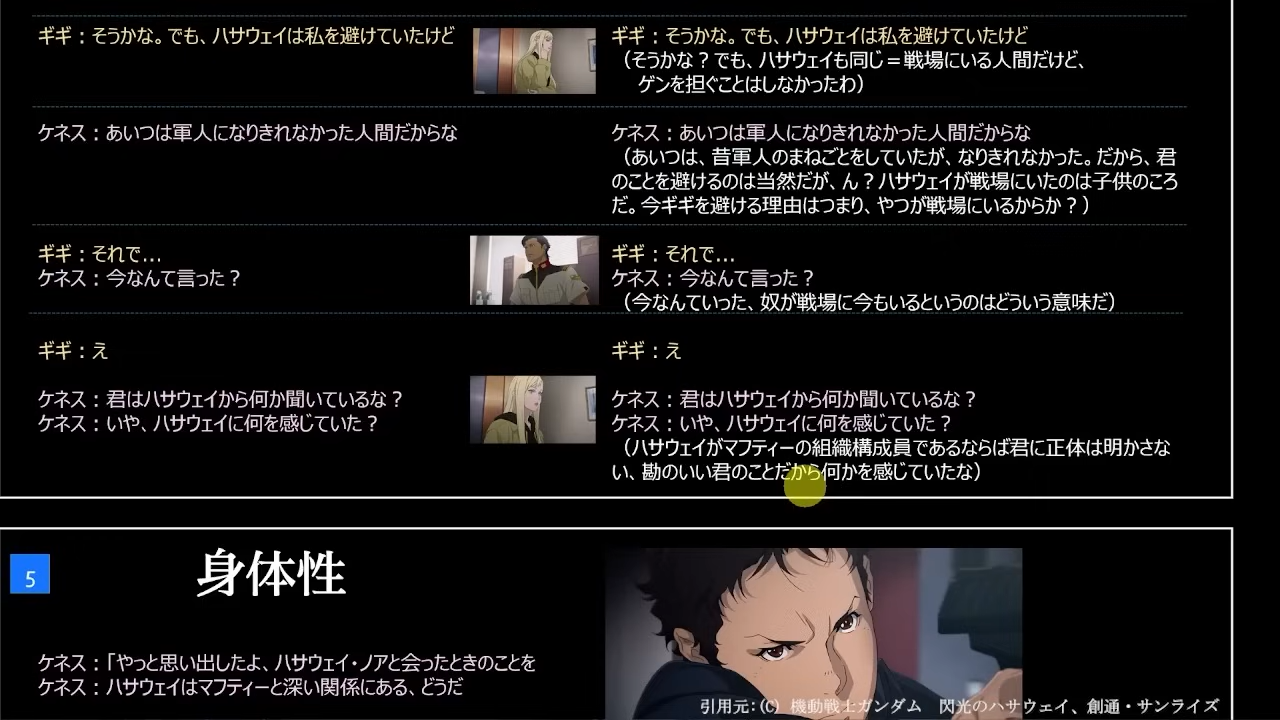 ギギ：そうかな。でも、ハサウェイは私を避けていたけど
ギギ：そうかな。でも、ハサウェイは私を避けていたけど
（そうかな？でも、ハサウェイも同じ＝戦場にいる人間だけど、
ゲンを担ぐことはしなかったわ）
ケネス：あいつは軍人になりきれなかった人間だからな
ケネス：あいつは軍人になりきれなかった人間だからな
（あいつは、昔軍人のまねごとをしていたが、なりきれなかった。だから、君
のことを避けるのは当然だが、ん？ハサウェイが戦場にいたのは子供のころ
だ。今ギギを避ける理由はつまり、やつが戦場にいるからか？）
ギギ：それで…
ケネス：今なんて言った？
ギギ：それで…
ケネス：今なんて言った？
（今なんていった、奴が戦場に今もいるというのはどういう意味だ）
ギギ：え
ケネス：君はハサウェイから何か聞いているな？
ケネス：いや、ハサウェイに何を感じていた？
ギギ：え
ケネス：君はハサウェイから何か聞いているな？
ケネス：いや、ハサウェイに何を感じていた？
（ハサウェイがマフティーの組織構成員であるならば君に正体は明かさな
い、勘のいい君のことだから何かを感じていたな）
5
身体性
ケネス：「やっと思い出したよ、ハサウェイ・ノアと会ったときのことを
ケネス：ハサウェイはマフティーと深い関係にある、どうだ
引用元：(C) 機動戦士ガンダム　閃光のハサウェイ、創通・サンライズ